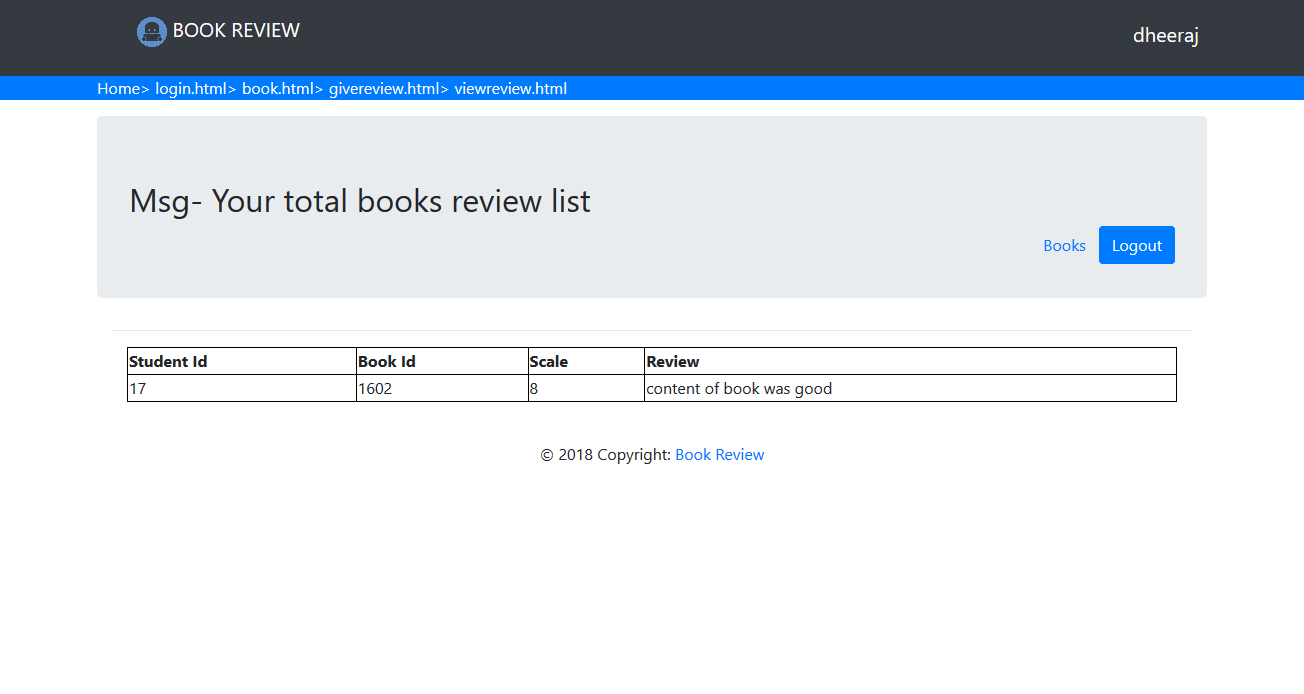 BOOK REVIEW
dheeraj
Home> login.html> book.html> givereview.html> viewreview.html
Msg- Your total books review list
Books Logout
Student Id Book Id Scale Review
17 1602 8 content of book was good
© 2018 Copyright: Book Review